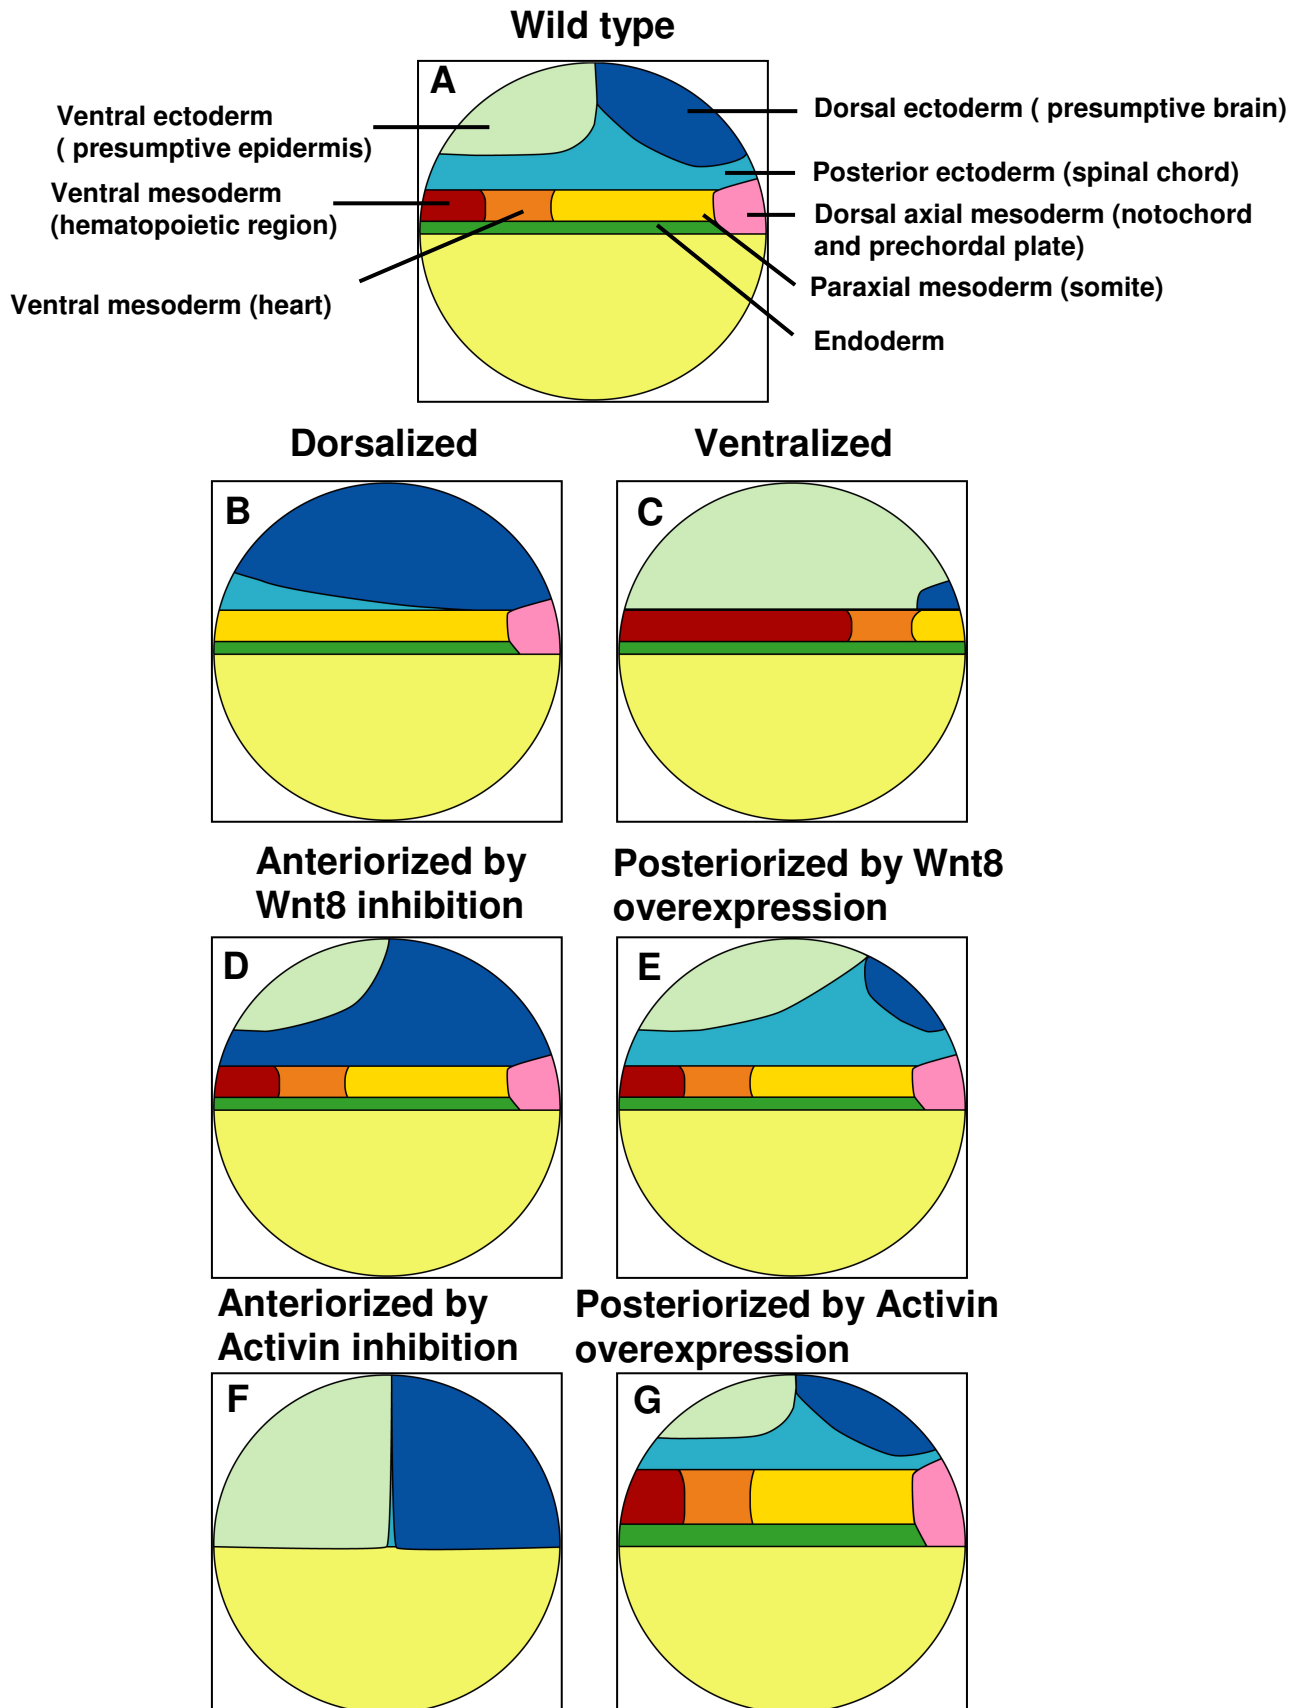 Wild type
A
Ventral ectoderm
( presumptive epidermis)
Ventral mesoderm
(hematopoietic region)
Ventral mesoderm (heart)
Dorsal ectoderm ( presumptive brain)
Posterior ectoderm (spinal chord)
Dorsal axial mesoderm (notochord
and prechordal plate)
Paraxial mesoderm (somite)
Endoderm
Dorsalized
B
Ventralized
C
Anteriorized by
Wnt8 inhibition
D
Posteriorized by Wnt8
overexpression
E
Anteriorized by
Activin inhibition
F
Posteriorized by Activin
overexpression
G